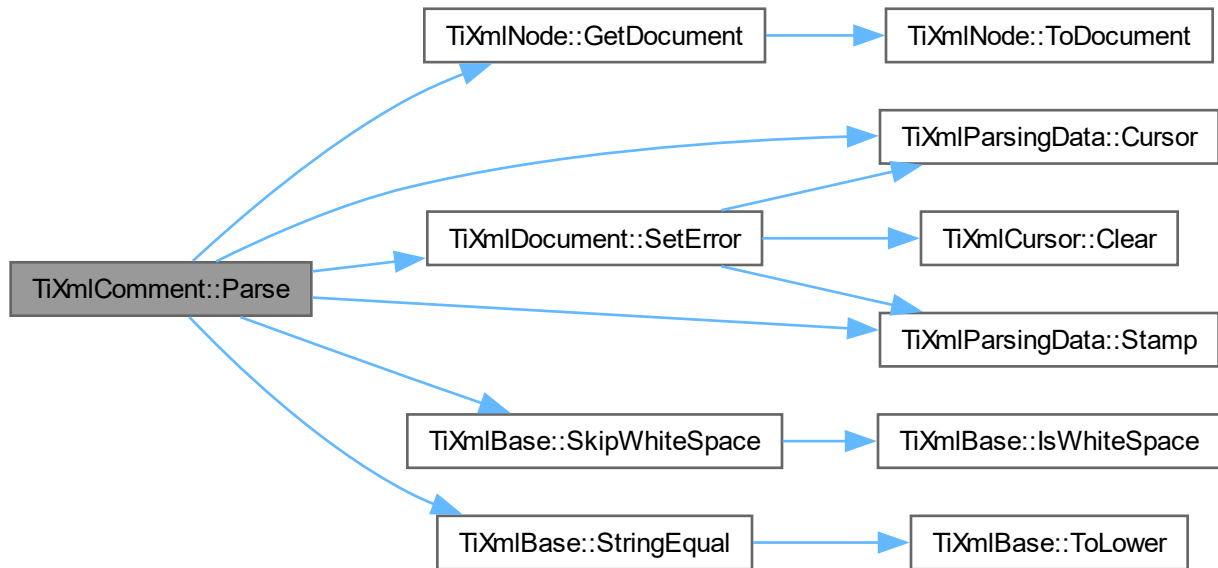 TiXmlComment::Parse
TiXmlNode::GetDocument
TiXmlNode::ToDocument
TiXmlParsingData::Cursor
TiXmlDocument::SetError
TiXmlCursor::Clear
TiXmlParsingData::Stamp
TiXmlBase::SkipWhiteSpace
TiXmlBase::IsWhiteSpace
TiXmlBase::StringEqual
TiXmlBase::ToLower